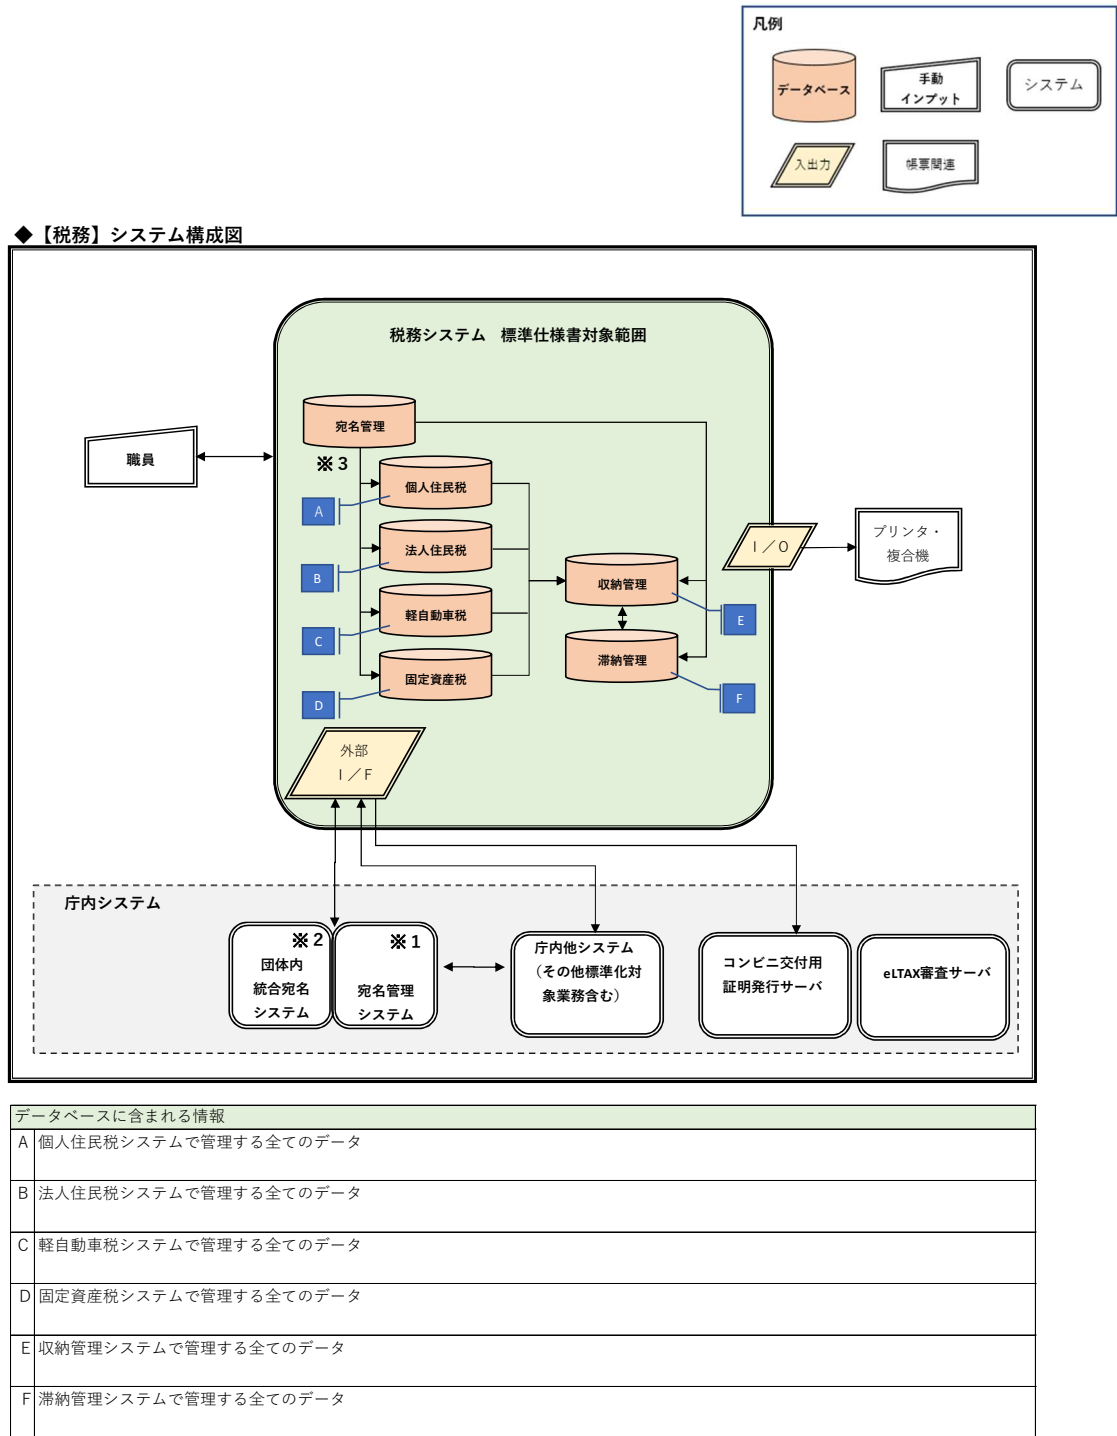 凡例
データベース
手動
インプット
システム
入出力
帳票関連
◆【税務】システム構成図
税務システム　標準仕様書対象範囲
宛名管理
職員
※3
個人住民税
A
法人住民税
B
軽自動車税
C
固定資産税
D
収納管理
E
滞納管理
F
I／O
プリンタ・
複合機
外部
I／F
庁内システム
※2
団体内
統合宛名
システム
※1
宛名管理
システム
庁内他システム
（その他標準化対
象業務含む）
コンビニ交付用
証明発行サーバ
eLTAX審査サーバ
データベースに含まれる情報
A 個人住民税システムで管理する全てのデータ
B 法人住民税システムで管理する全てのデータ
C 軽自動車税システムで管理する全てのデータ
D 固定資産税システムで管理する全てのデータ
E 収納管理システムで管理する全てのデータ
F 滞納管理システムで管理する全てのデータ